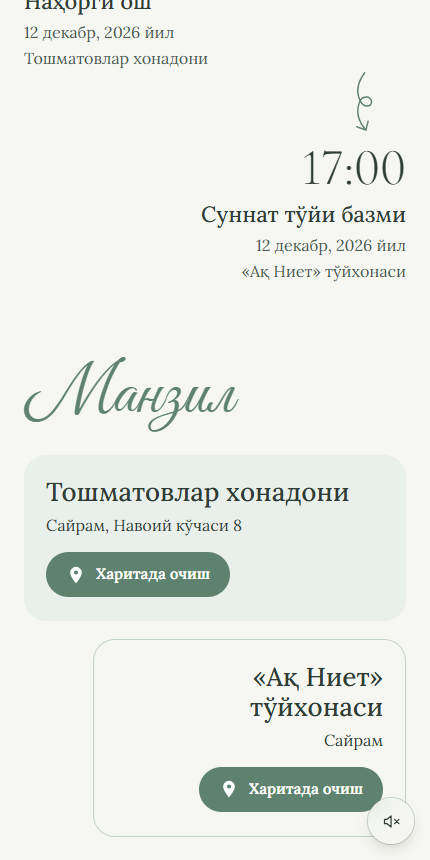 Наҳорги ош
12 декабр, 2026 йил
Тошматовлар хонадони
17:00
Суннат тўйи базми
12 декабр, 2026 йил
«Ақ Ниет» тўйхонаси
Манзил
Тошматовлар хонадони
Сайрам, Навоий кўчаси 8
Харитада очиш
«Ақ Ниет»
тўйхонаси
Сайрам
Харитада очиш